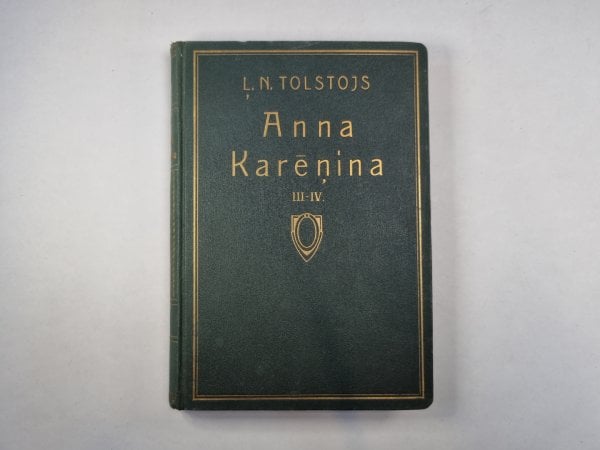 Ļ. N. TOLSTOJS
Anna
Karēņina
III-IV.